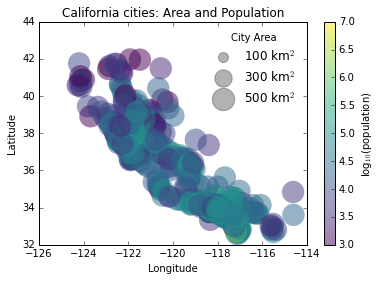 California cities: Area and Population
44
42
40
38
36
34
32
−126
−124
−122
−120
−118
−116
−114
Longitude
Latitude
City Area
100 km²
300 km²
500 km²
7.0
6.5
6.0
5.5
5.0
4.5
4.0
3.5
3.0
log₁₀(population)